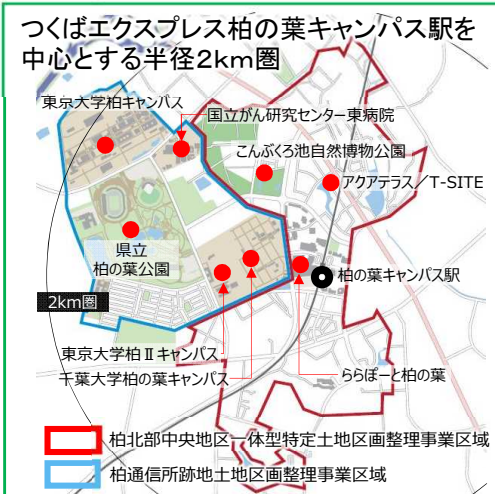 つくばエクスプレス柏の葉キャンパス駅を
中心とする半径2km圏
東京大学柏キャンパス
国立がん研究センター東病院
こんぶくろ池自然博物公園
アクアテラス／T-SITE
県立
柏の葉公園
柏の葉キャンパス駅
2km圏
東京大学柏Ⅱキャンパス
千葉大学柏の葉キャンパス
ららぽーと柏の葉
柏北部中央地区一体型特定土地区画整理事業区域
柏通信所跡地土地区画整理事業区域